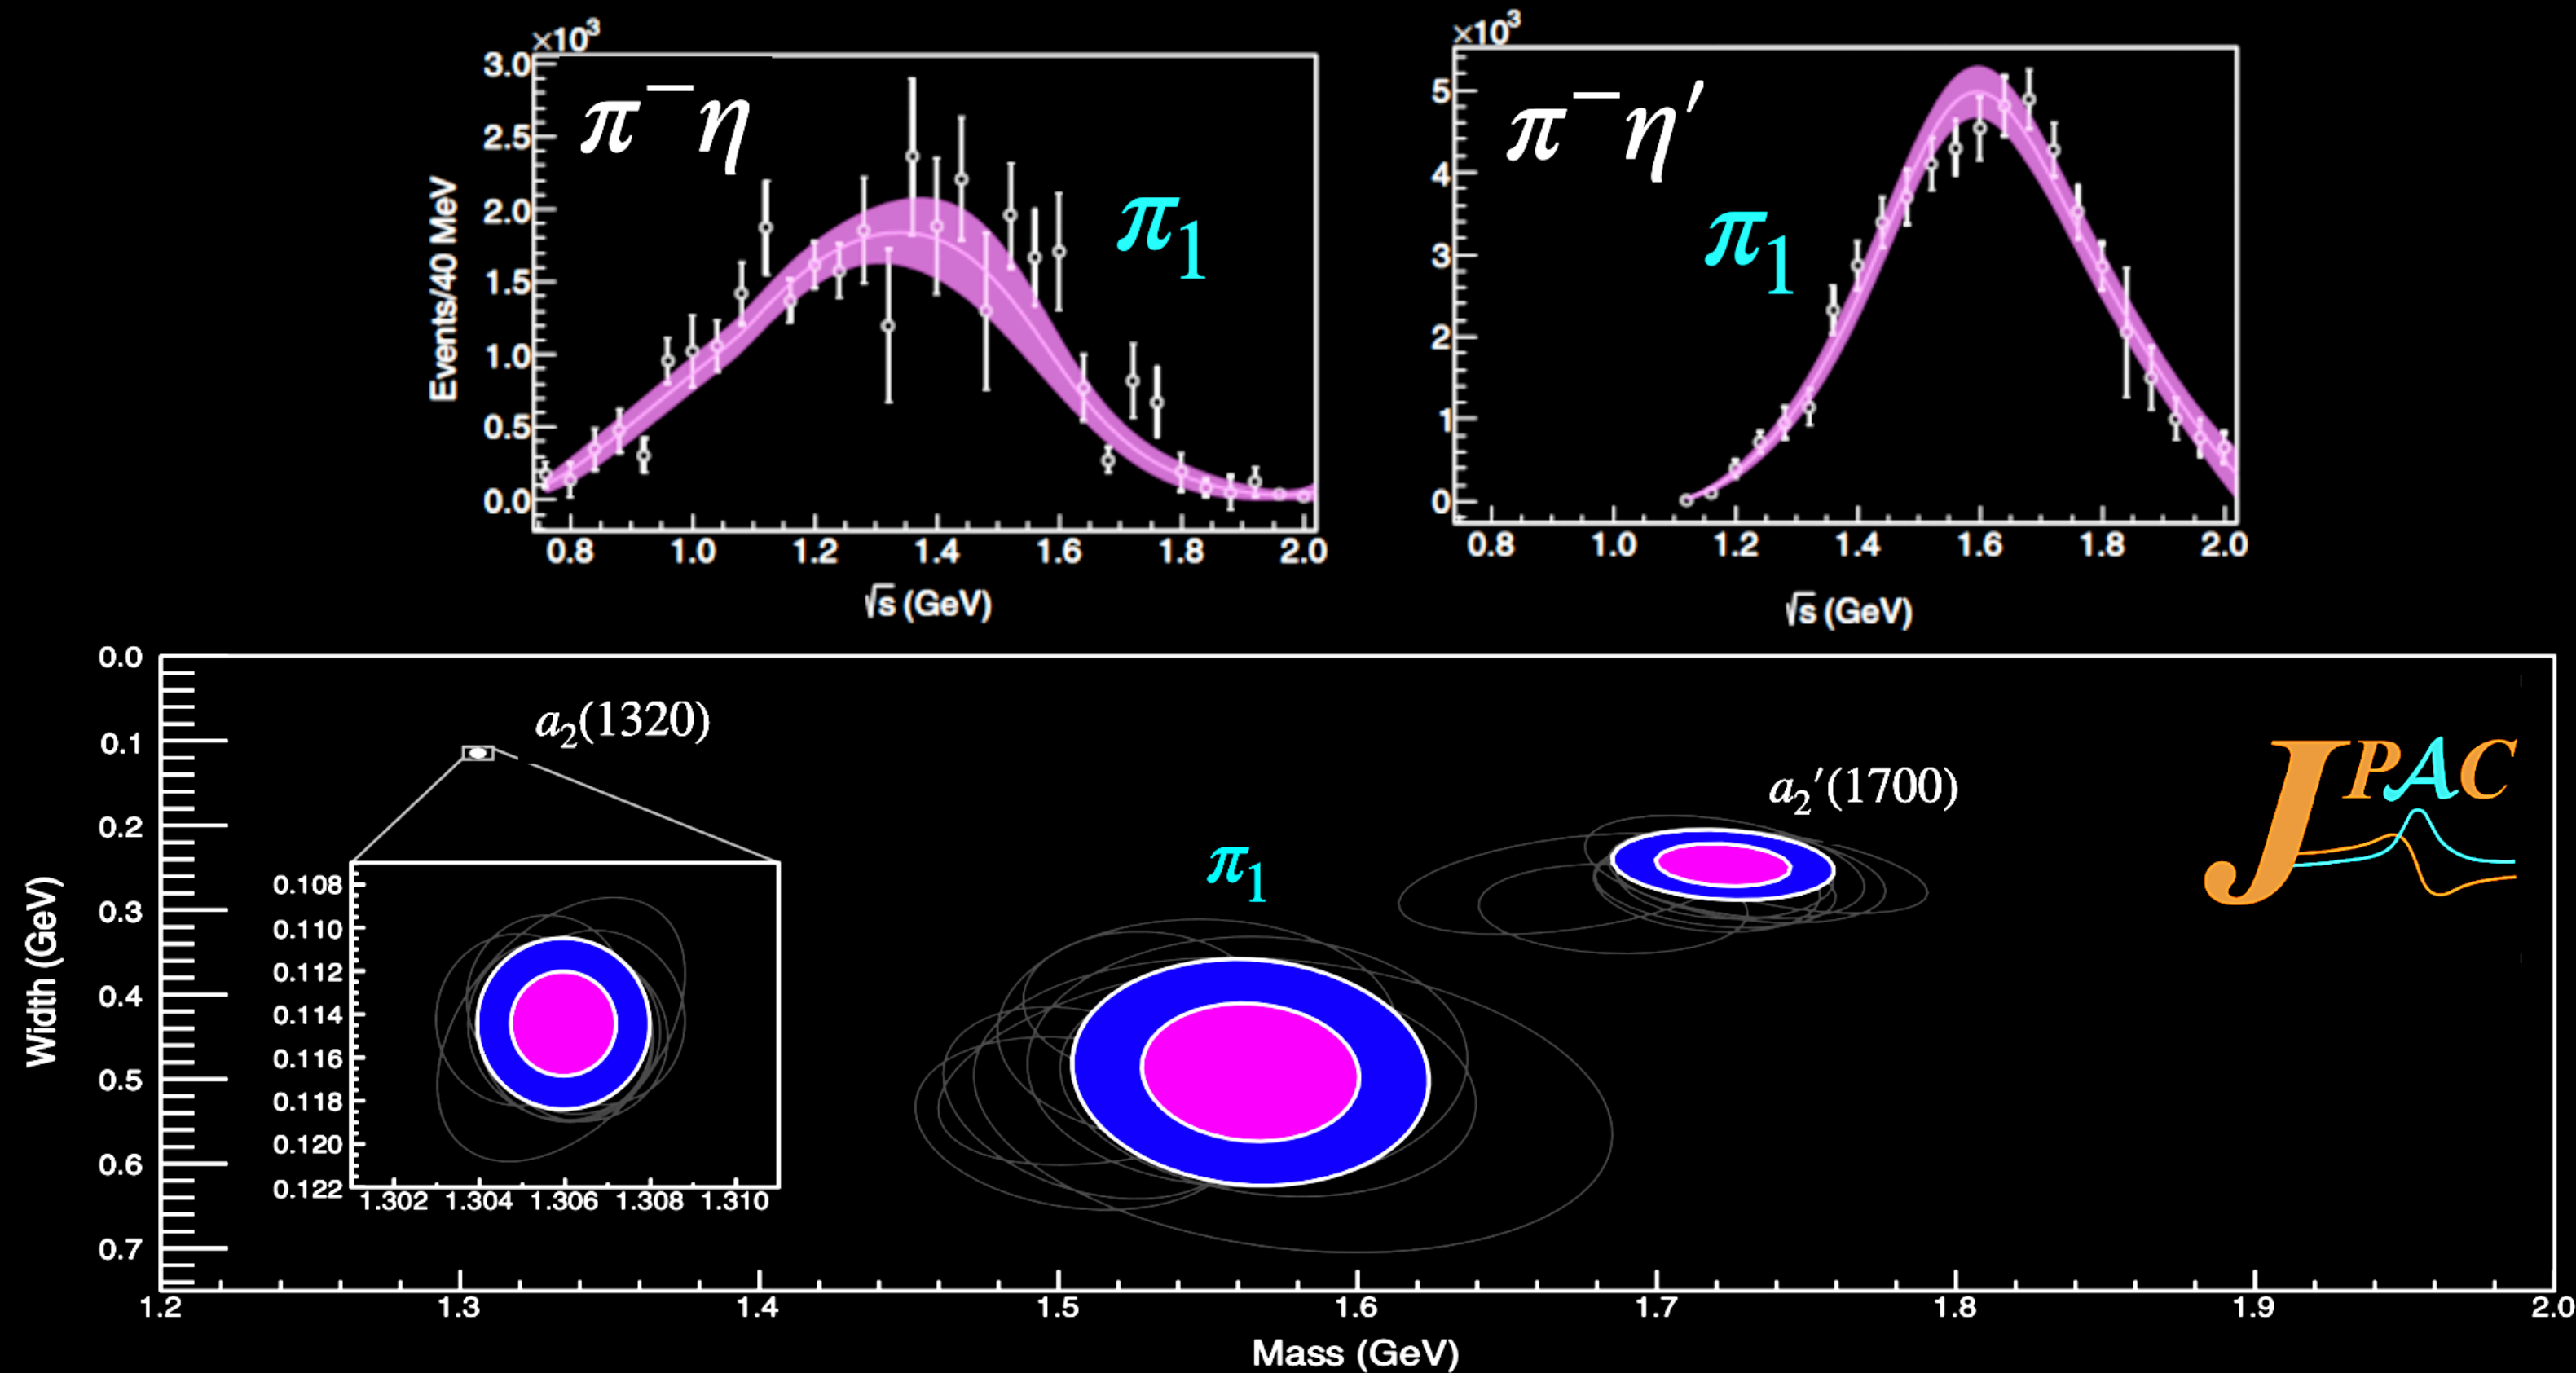 ×10³
3.0
2.5
2.0
1.5
1.0
0.5
0.0
Events/40 MeV
π⁻η
π₁
0.8 1.0 1.2 1.4 1.6 1.8 2.0
√s (GeV)
×10³
5
4
3
2
1
0
π⁻η′
π₁
0.8 1.0 1.2 1.4 1.6 1.8 2.0
√s (GeV)
0.0
0.1
0.2
0.3
0.4
0.5
0.6
0.7
Width (GeV)
a₂(1320)
0.108
0.110
0.112
0.114
0.116
0.118
0.120
0.122
1.302 1.304 1.306 1.308 1.310
π₁
a₂′(1700)
JPAC
1.2 1.3 1.4 1.5 1.6 1.7 1.8 1.9 2.0
Mass (GeV)